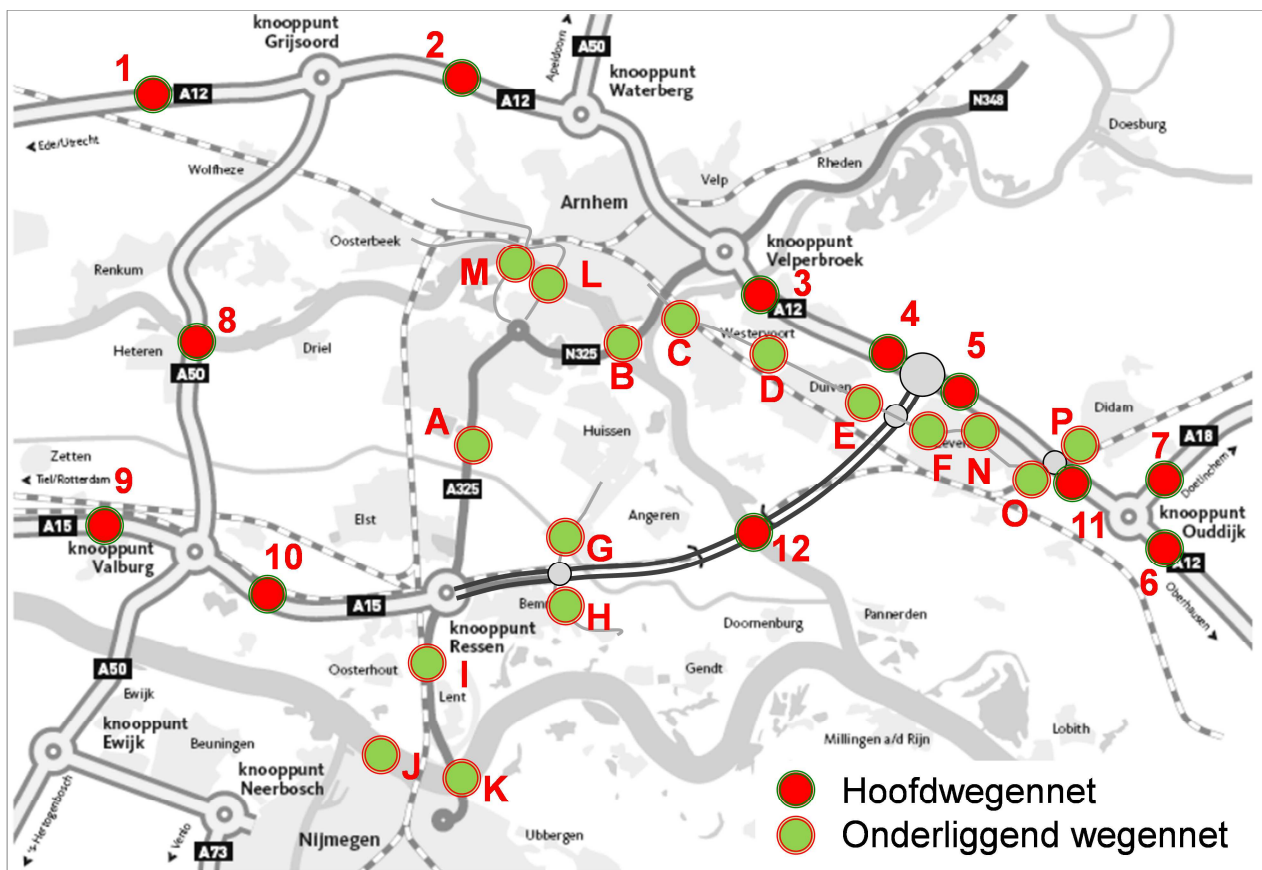 knooppunt
Grijsoord
1
2
A12
A12
Apeldoorn
A50
knooppunt
Waterberg
N348
Doesburg
Ede/Utrecht
Wolfheze
Rheden
Velp
Arnhem
Oosterbeek
Renkum
knooppunt
Velperbroek
M
L
3
A12
8
Heteren
Driel
A50
N325
B
C
Westervoort
D
4
5
Duiven
E
F
N
P
Didam
A18
7
Doetinchem
A
Huissen
Zetten
Tiel/Rotterdam
9
A325
Elst
Angeren
G
12
O
11
knooppunt
Ouddijk
6
A12
Oberhausen
A15
knooppunt
Valburg
10
A15
H
knooppunt
Ressen
Doornenburg
Pannerden
Oosterhout
I
Lent
Gendt
A50
Ewijk
knooppunt
Ewijk
Beuningen
knooppunt
Neerbosch
J
K
Millingen a/d Rijn
Lobith
's-Hertogenbosch
Venlo
A73
Nijmegen
Ubbergen
Hoofdwegennet
Onderliggend wegennet